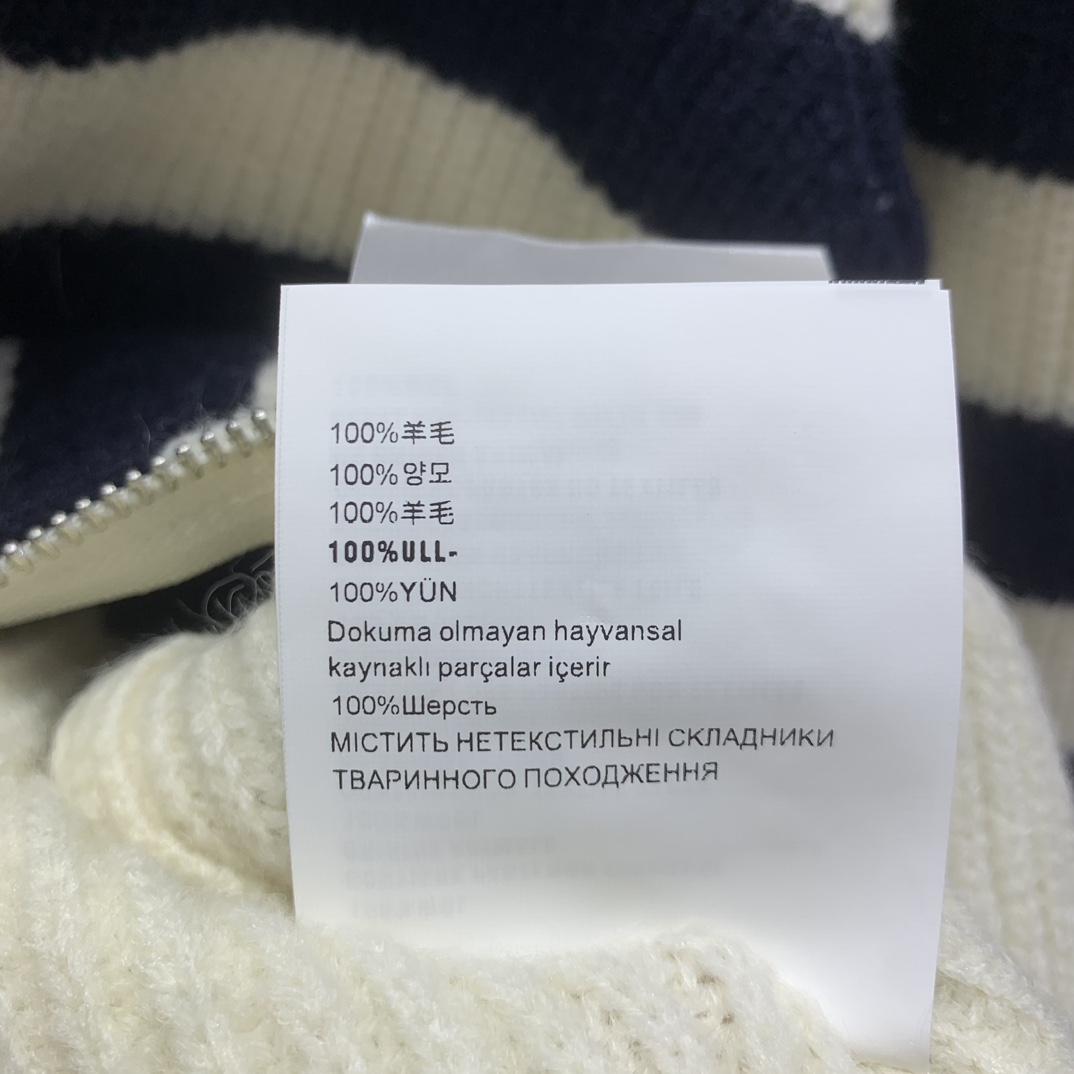 100%羊毛
100%양모
100%羊毛
100%ULL-
100%YÜN
Dokuma olmayan hayvansal
kaynaklı parçalar içerir
100%Шерсть
МІСТИТЬ НЕТЕКСТИЛЬНІ СКЛАДНИКИ
ТВАРИННОГО ПОХОДЖЕННЯ